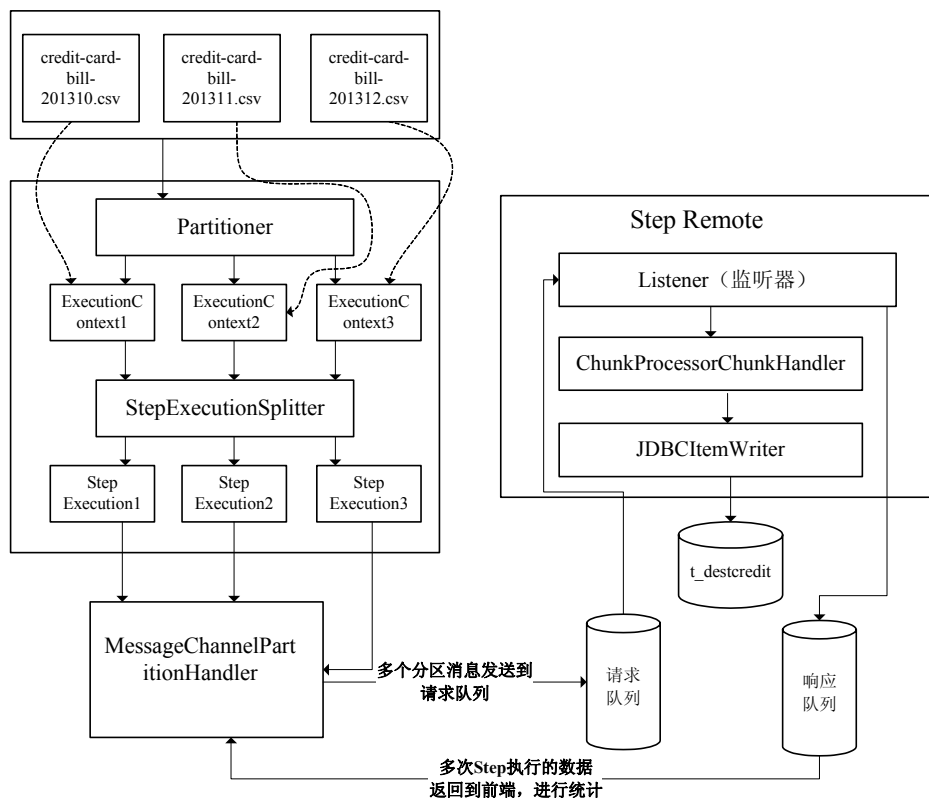 credit-card-
bill-
201310.csv
credit-card-
bill-
201311.csv
credit-card-
bill-
201312.csv
Partitioner
ExecutionC
ontext1
ExecutionC
ontext2
ExecutionC
ontext3
StepExecutionSplitter
Step
Execution1
Step
Execution2
Step
Execution3
MessageChannelPart
itionHandler
多个分区消息发送到
请求队列
Step Remote
Listener（监听器）
ChunkProcessorChunkHandler
JDBCItemWriter
t_destcredit
请求
队列
响应
队列
多次Step执行的数据
返回到前端，进行统计